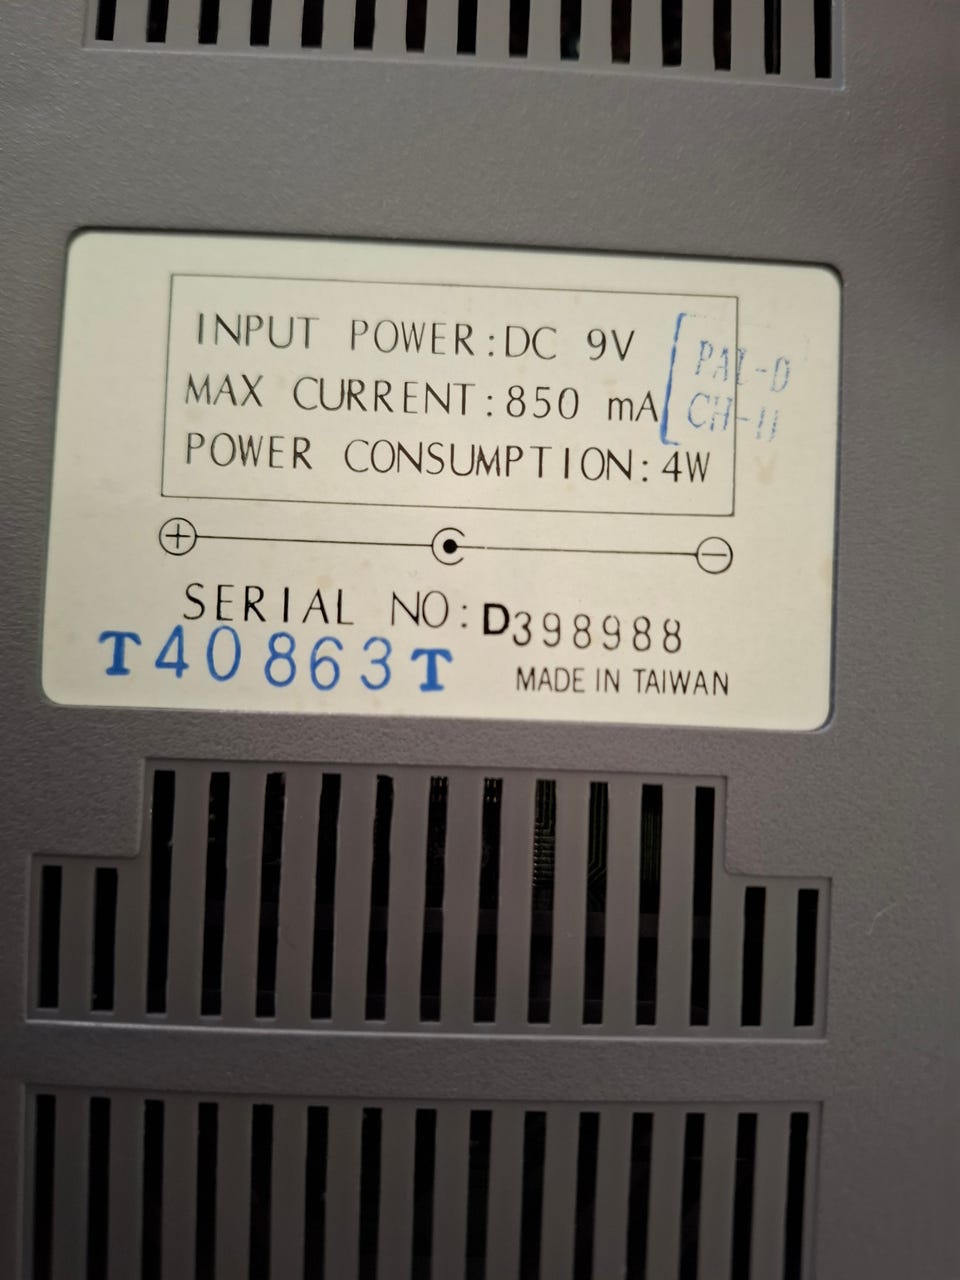 INPUT POWER:DC 9V
MAX CURRENT:850 mA
POWER CONSUMPTION:4W
PAL-D
CH-11
+ -
SERIAL NO:D398988
T40863T
MADE IN TAIWAN